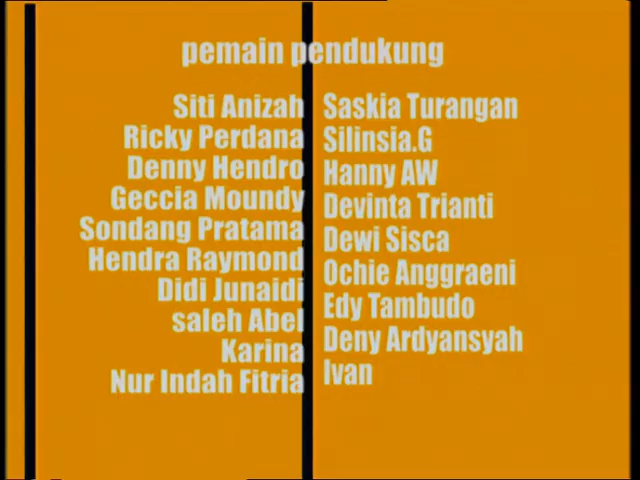 pemain pendukung
Siti Anizah
Ricky Perdana
Denny Hendro
Geccia Moundy
Sondang Pratama
Hendra Raymond
Didi Junaidi
saleh Abel
Karina
Nur Indah Fitria
Saskia Turangan
Silinsia.G
Hanny AW
Devinta Trianti
Dewi Sisca
Ochie Anggraeni
Edy Tambudo
Deny Ardyansyah
Ivan